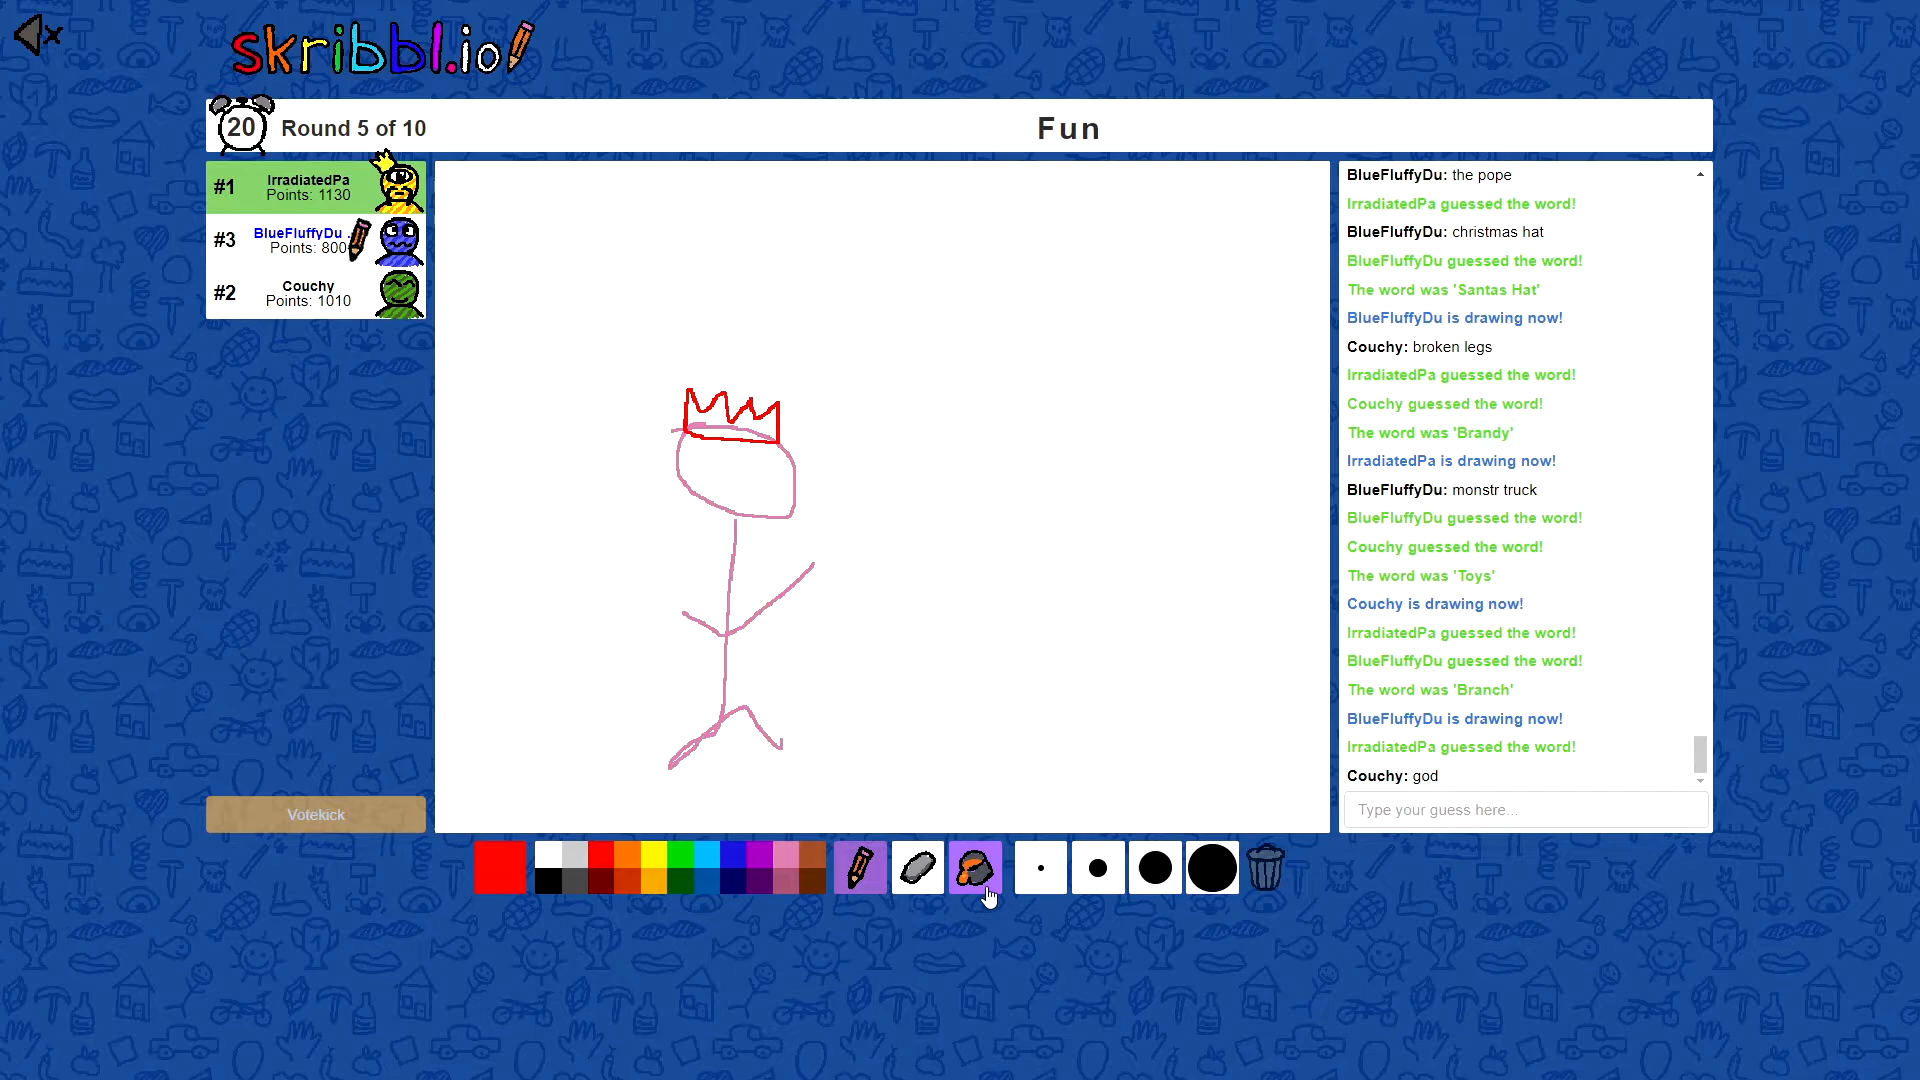 skribbl.io
20
Round 5 of 10
Fun
#1
IrradiatedPa
Points: 1130
#3
BlueFluffyDu .
Points: 800
#2
Couchy
Points: 1010
Votekick
BlueFluffyDu: the pope
IrradiatedPa guessed the word!
BlueFluffyDu: christmas hat
BlueFluffyDu guessed the word!
The word was 'Santas Hat'
BlueFluffyDu is drawing now!
Couchy: broken legs
IrradiatedPa guessed the word!
Couchy guessed the word!
The word was 'Brandy'
IrradiatedPa is drawing now!
BlueFluffyDu: monstr truck
BlueFluffyDu guessed the word!
Couchy guessed the word!
The word was 'Toys'
Couchy is drawing now!
IrradiatedPa guessed the word!
BlueFluffyDu guessed the word!
The word was 'Branch'
BlueFluffyDu is drawing now!
IrradiatedPa guessed the word!
Couchy: god
Type your guess here...